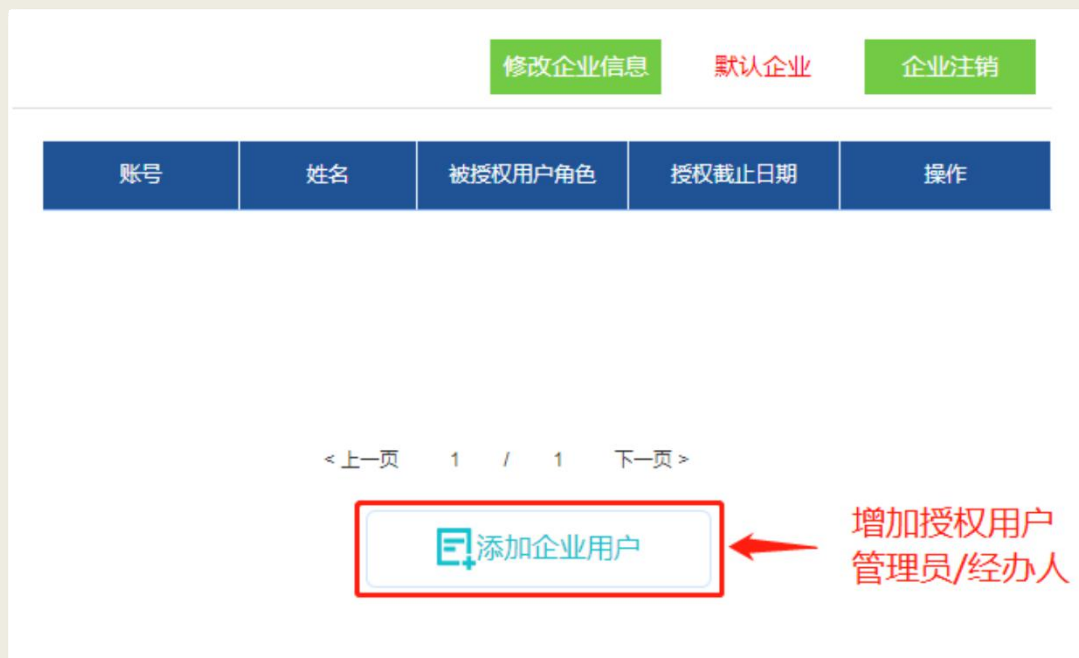 修改企业信息 默认企业 企业注销
账号 姓名 被授权用户角色 授权截止日期 操作
<上一页 1 / 1 下一页>
添加企业用户
增加授权用户
管理员/经办人